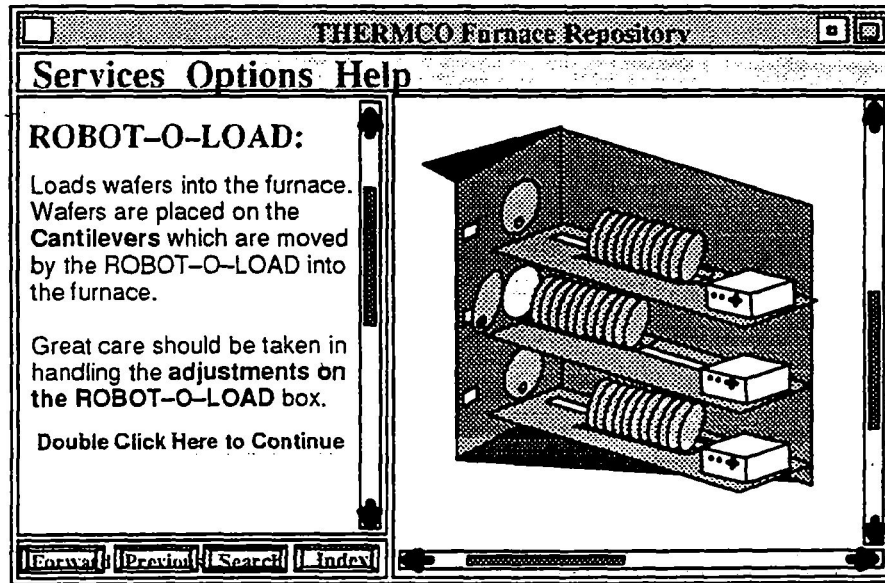 THERMCO Furnace Repository
Services Options Help
ROBOT–O–LOAD:
Loads wafers into the furnace.
Wafers are placed on the
Cantilevers which are moved
by the ROBOT–O–LOAD into
the furnace.
Great care should be taken in
handling the adjustments on
the ROBOT–O–LOAD box.
Double Click Here to Continue
Forward Previous Search Index